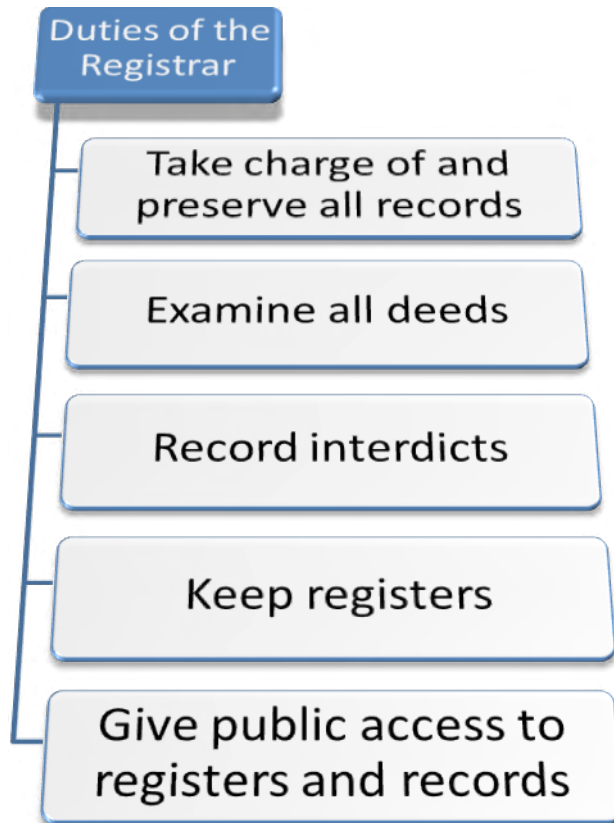 Duties of the
Registrar
Take charge of and
preserve all records
Examine all deeds
Record interdicts
Keep registers
Give public access to
registers and records